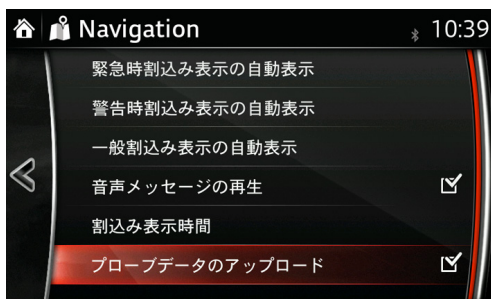 Navigation 10:39
緊急時割込み表示の自動表示
警告時割込み表示の自動表示
一般割込み表示の自動表示
音声メッセージの再生
割込み表示時間
プローブデータのアップロード